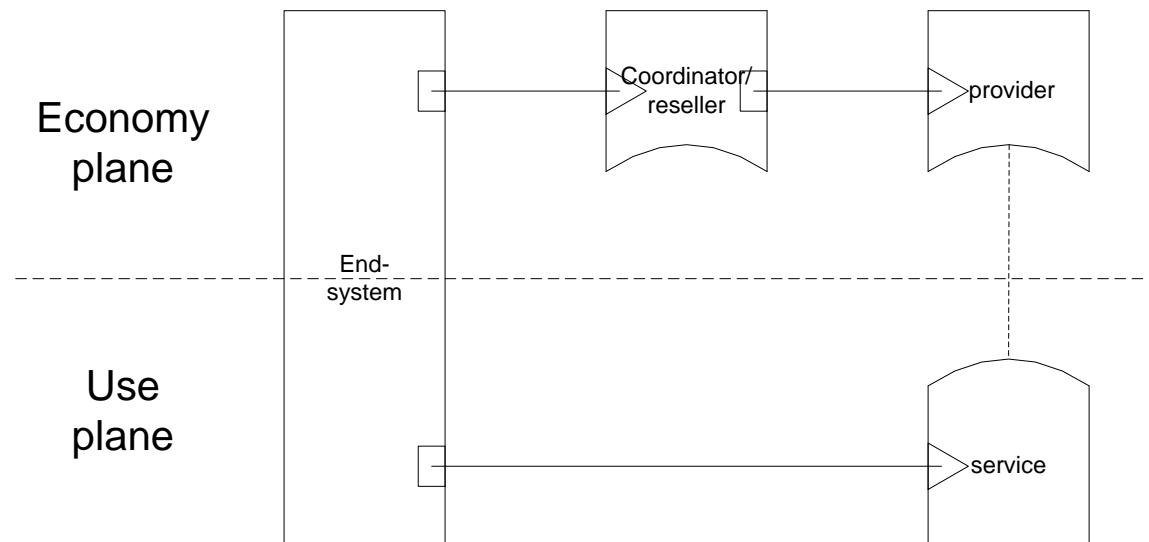 Economy
plane
Coordinator/
reseller
provider
End-
system
Use
plane
service